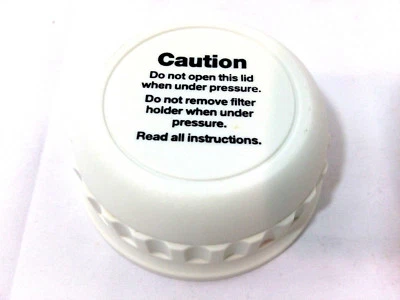 Caution
Do not open this lid
when under pressure.
Do not remove filter
holder when under
pressure.
Read all instructions.